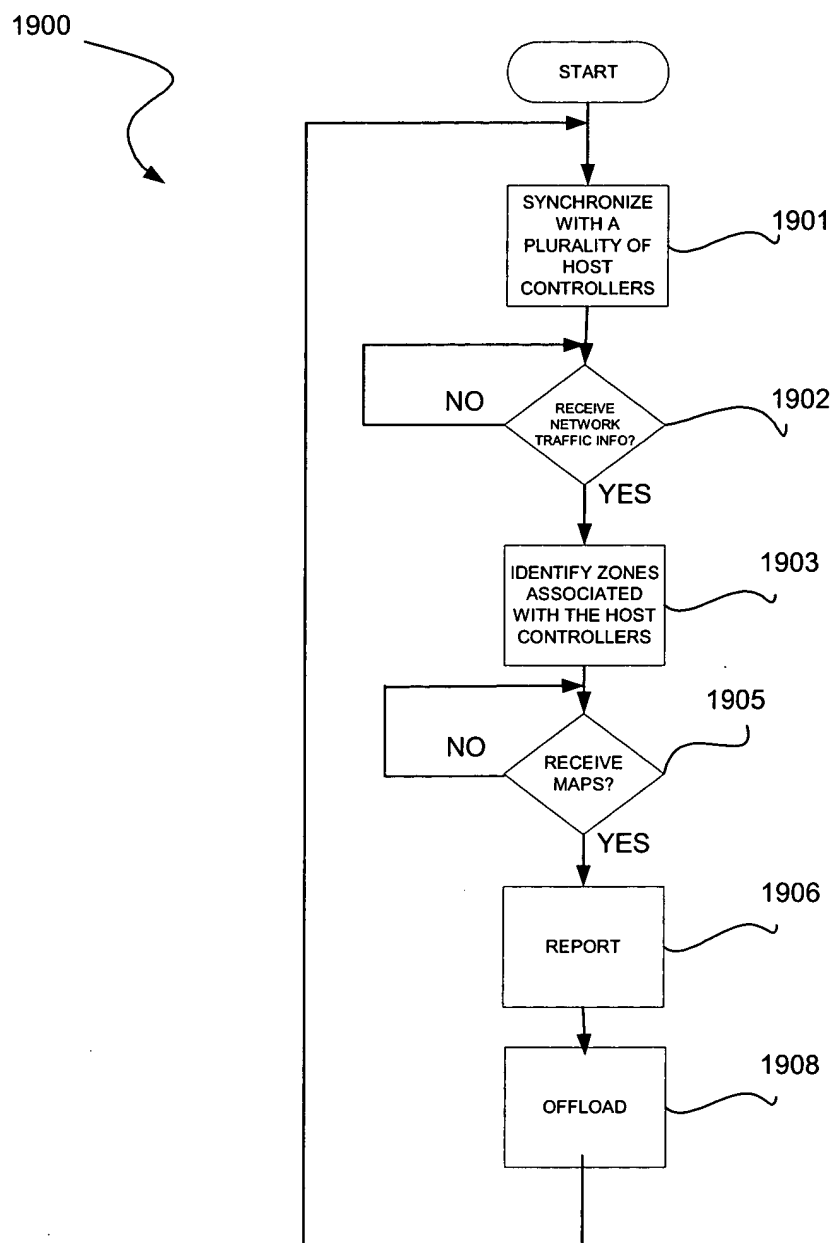 1900
START
SYNCHRONIZE
WITH A
PLURALITY OF
HOST
CONTROLLERS
1901
RECEIVE
NETWORK
TRAFFIC INFO?
1902
NO
YES
IDENTIFY ZONES
ASSOCIATED
WITH THE HOST
CONTROLLERS
1903
RECEIVE
MAPS?
1905
NO
YES
REPORT
1906
OFFLOAD
1908